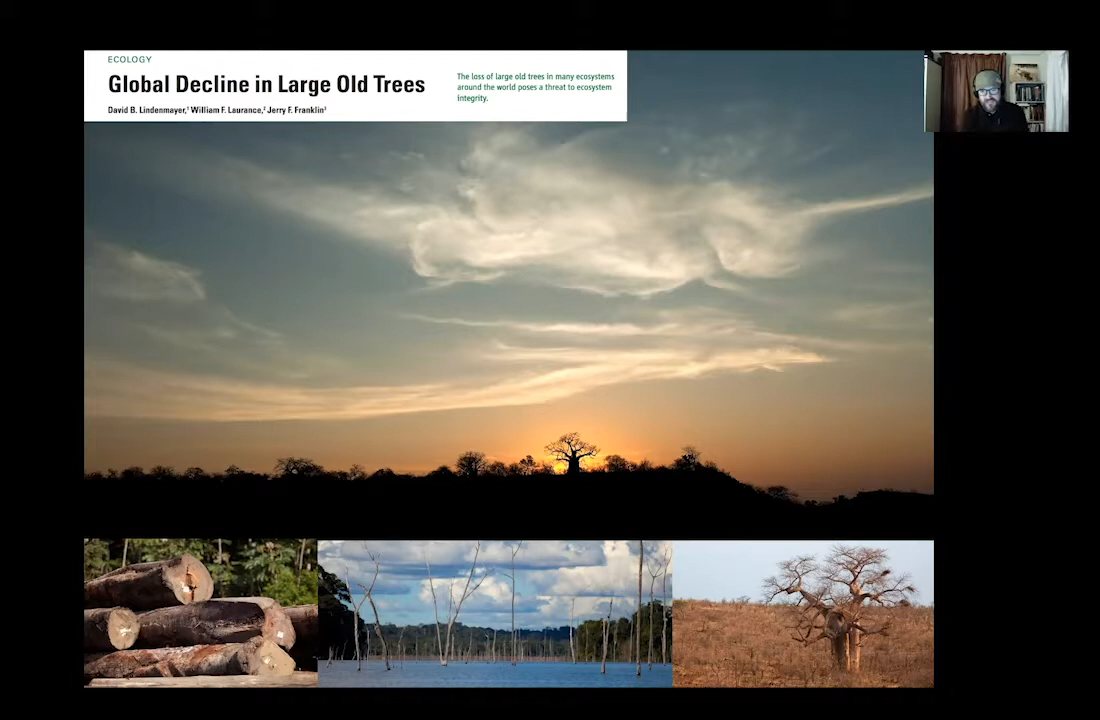 ECOLOGY
Global Decline in Large Old Trees
David B. Lindenmayer,¹ William F. Laurance,² Jerry F. Franklin³
The loss of large old trees in many ecosystems
around the world poses a threat to ecosystem
integrity.